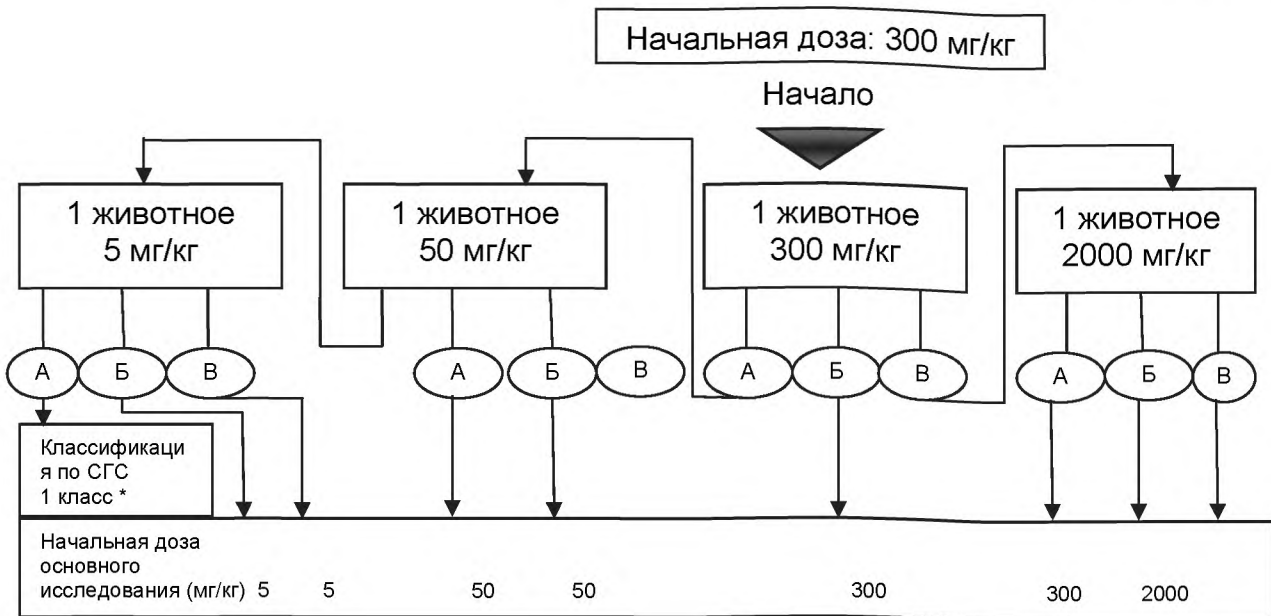 Начальная доза: 300 мг/кг
Начало
1 животное
5 мг/кг
1 животное
50 мг/кг
1 животное
300 мг/кг
1 животное
2000 мг/кг
А Б В А Б В А Б В А Б В
Классификаци
я по СГС
1 класс *
Начальная доза
основного
исследования (мг/кг) 5 5 50 50 300 300 2000